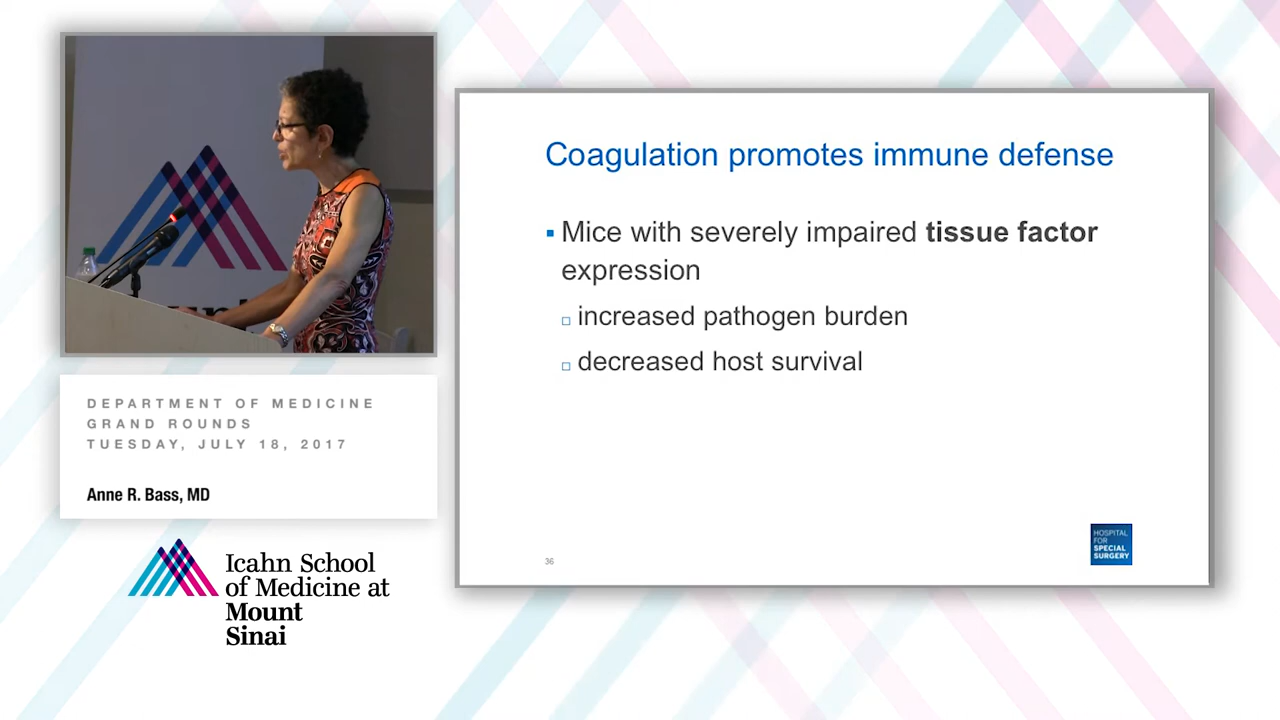 DEPARTMENT OF MEDICINE
GRAND ROUNDS
TUESDAY, JULY 18, 2017
Anne R. Bass, MD
Icahn School
of Medicine at
Mount
Sinai
Coagulation promotes immune defense
▪ Mice with severely impaired tissue factor
expression
▫ increased pathogen burden
▫ decreased host survival
36
HOSPITAL
FOR
SPECIAL
SURGERY